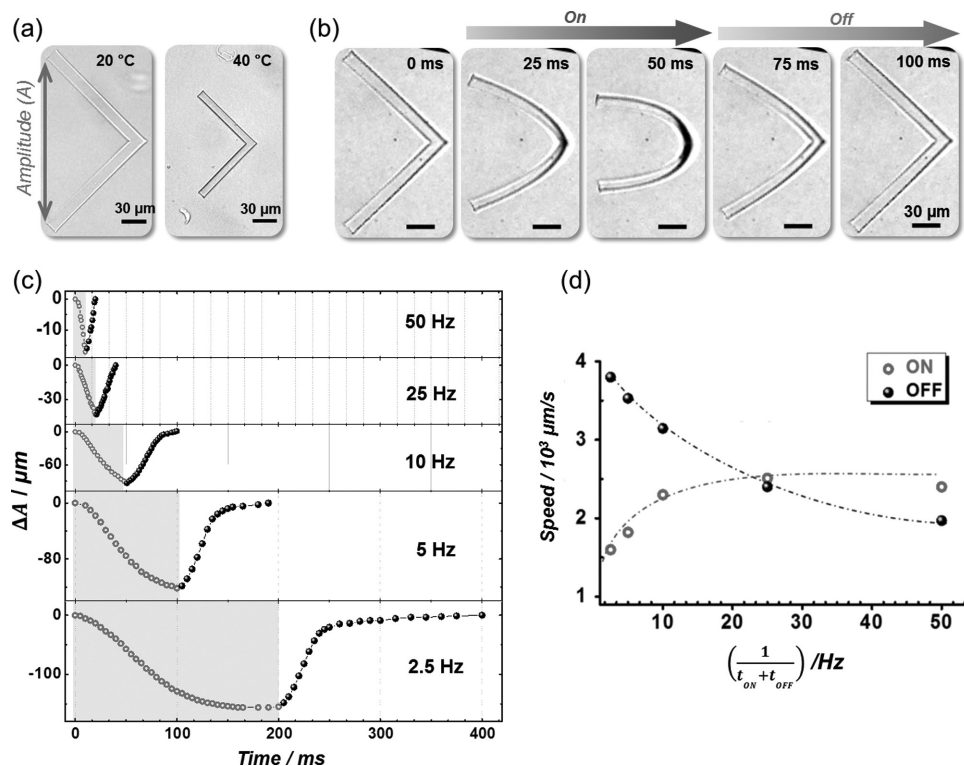 (a)
20 °C
40 °C
Amplitude (A)
30 µm
30 µm
(b)
On
Off
0 ms
25 ms
50 ms
75 ms
100 ms
30 µm
(c)
0
-10
50 Hz
0
-30
25 Hz
0
-60
10 Hz
0
-80
5 Hz
0
-100
2.5 Hz
ΔA / µm
0 100 200 300 400
Time / ms
(d)
ON
OFF
4
3
2
1
Speed / 10³ µm/s
10 20 30 40 50
(1/(t_ON+t_OFF)) /Hz